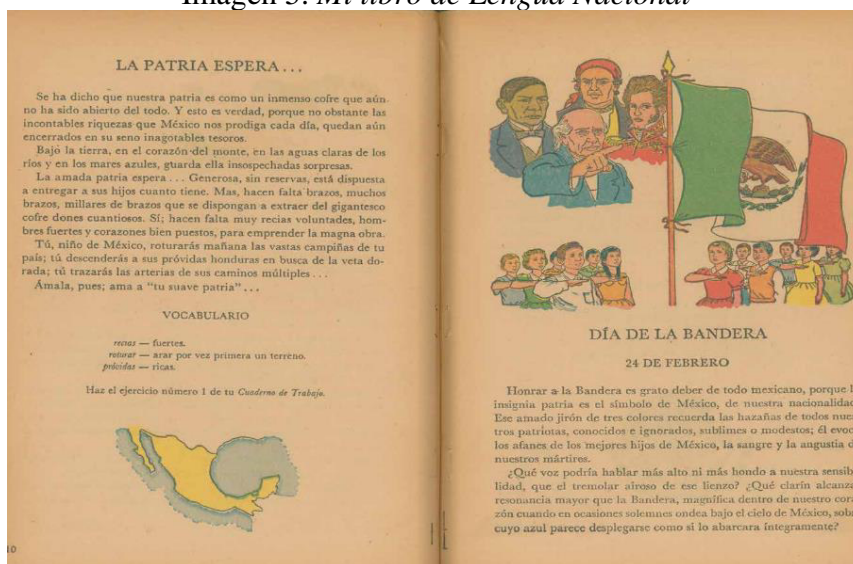 Imagen 3. Mi libro de Lengua Nacional
LA PATRIA ESPERA...
Se ha dicho que nuestra patria es como un inmenso cofre que aún
no ha sido abierto del todo. Y esto es verdad, porque no obstante las
incontables riquezas que México nos prodiga cada día, quedan aún
encerrados en su seno inagotables tesoros.
Bajo la tierra, en el corazón del monte, en las aguas claras de los
ríos y en los mares azules, guarda ella insospechadas sorpresas.
La amada patria espera... Generosa, sin reservas, está dispuesta
a entregar a sus hijos cuanto tiene. Mas, hacen falta brazos, muchos
brazos, millares de brazos que se dispongan a extraer del gigantesco
cofre dones cuantiosos. Sí; hacen falta muy recias voluntades, hom-
bres fuertes y corazones bien puestos, para emprender la magna obra.
Tú, niño de México, roturarás mañana las vastas campiñas de tu
país; tú descenderás a sus próvidas honduras en busca de la veta do-
rada; tú trazarás las arterias de sus caminos múltiples...
Ámala, pues; ama a "tu suave patria"...
VOCABULARIO
recias — fuertes.
roturar — arar por vez primera un terreno.
próvidas — ricas.
Haz el ejercicio número 1 de tu Cuaderno de Trabajo.
10
DÍA DE LA BANDERA
24 DE FEBRERO
Honrar a la Bandera es grato deber de todo mexicano, porque l
insignia patria es el símbolo de México, de nuestra nacionalidad
Ese amado jirón de tres colores recuerda las hazañas de todos nues
tros patriotas, conocidos e ignorados, sublimes o modestos; él evoc
los afanes de los mejores hijos de México, la sangre y la angustia d
nuestros mártires.
¿Qué voz podría hablar más alto ni más hondo a nuestra sensib
lidad, que el tremolar airoso de ese lienzo? ¿Qué clarín alcanza
resonancia mayor que la Bandera, magnífica dentro de nuestro cora
zón cuando en ocasiones solemnes ondea bajo el cielo de México, sob
cuyo azul parece desplegarse como si lo abarcara íntegramente?